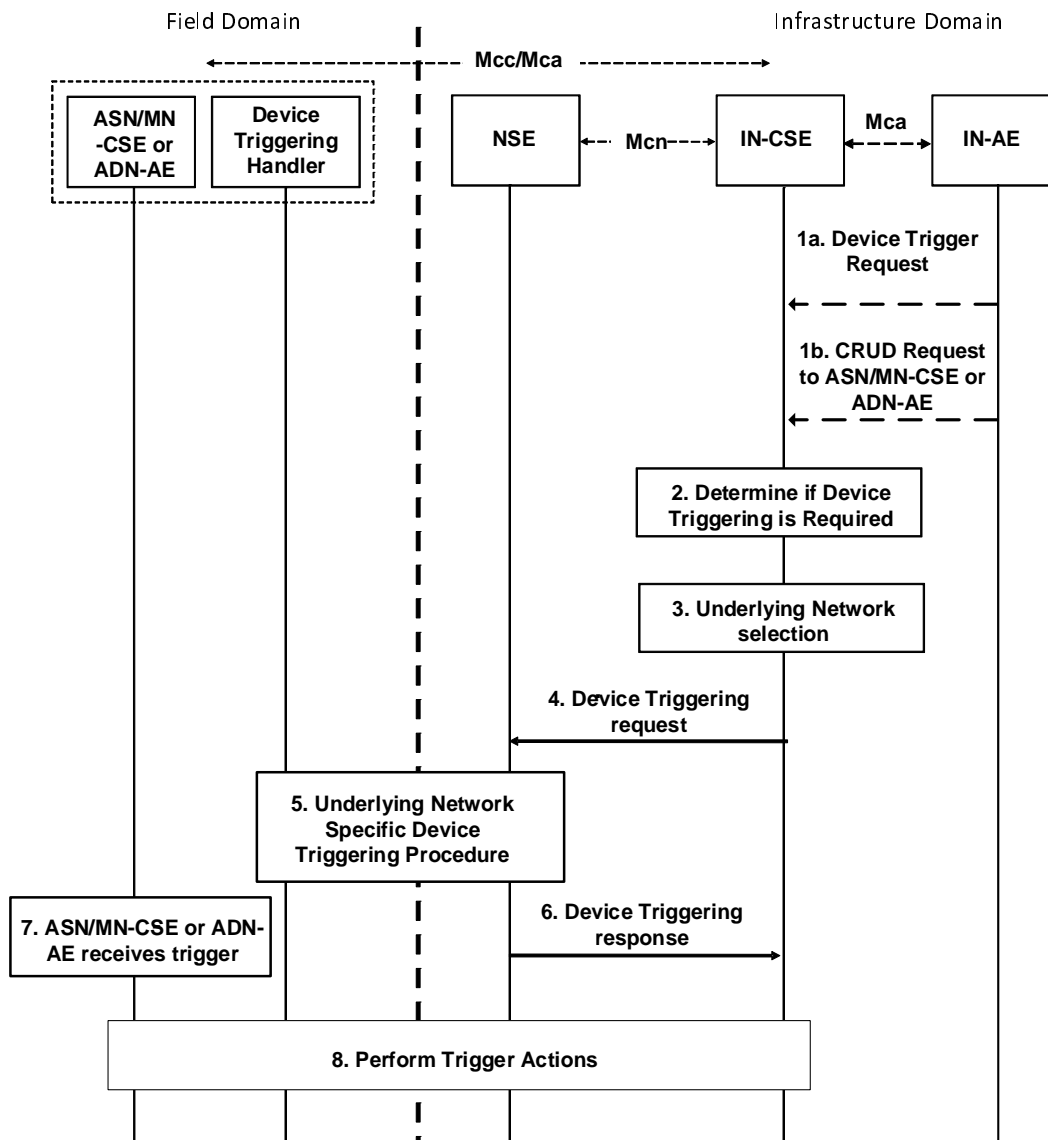 Field Domain
Infrastructure Domain
Mcc/Mca
ASN/MN
-CSE or
ADN-AE
Device
Triggering
Handler
NSE
Mcn
IN-CSE
Mca
IN-AE
1a. Device Trigger
Request
1b. CRUD Request
to ASN/MN-CSE or
ADN-AE
2. Determine if Device
Triggering is Required
3. Underlying Network
selection
4. Device Triggering
request
5. Underlying Network
Specific Device
Triggering Procedure
6. Device Triggering
response
7. ASN/MN-CSE or ADN-
AE receives trigger
8. Perform Trigger Actions